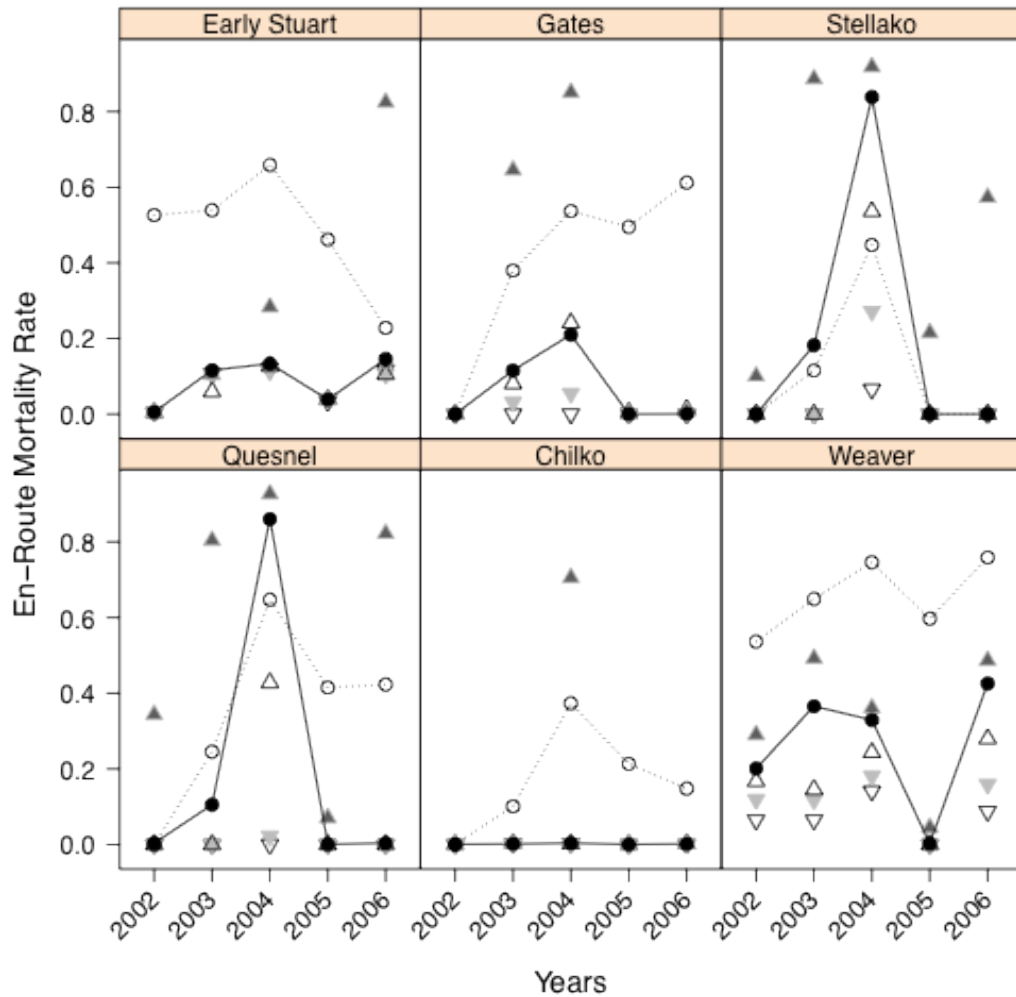 Early Stuart Gates Stellako
0.8
0.6
0.4
0.2
0.0
Quesnel Chilko Weaver
0.8
0.6
0.4
0.2
0.0
En-Route Mortality Rate
2002 2003 2004 2005 2006 2002 2003 2004 2005 2006 2002 2003 2004 2005 2006
Years